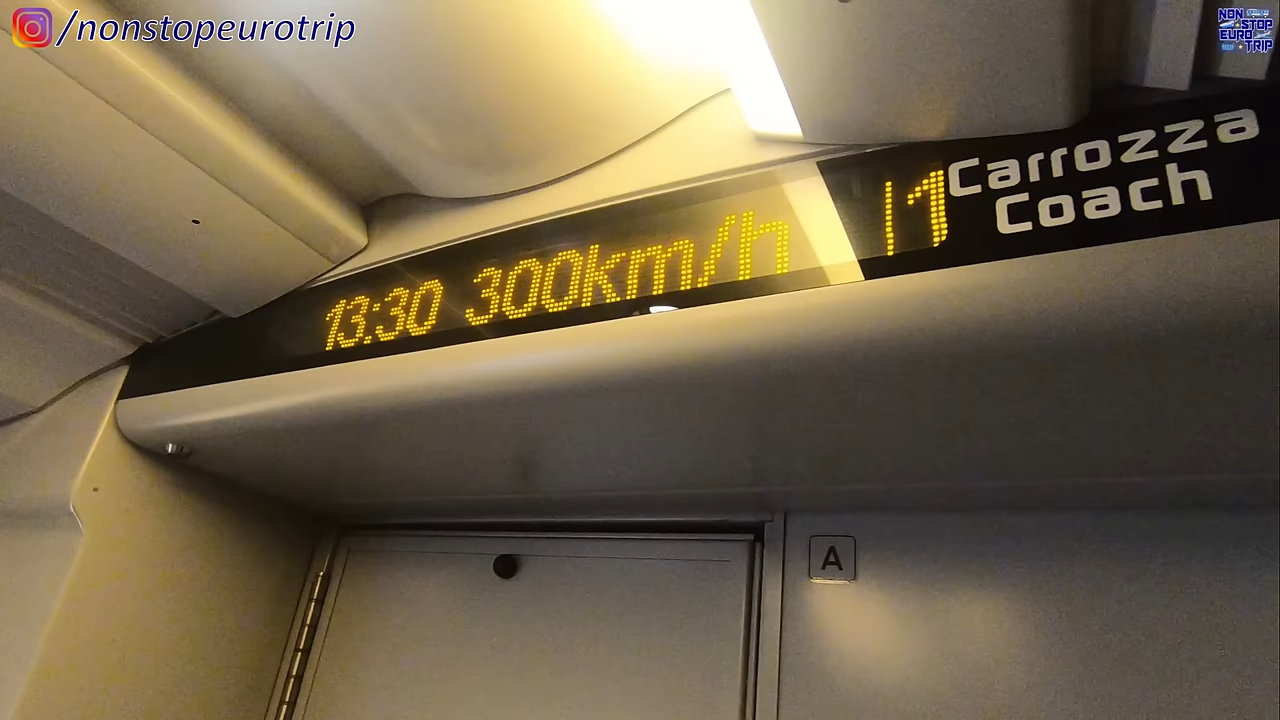 /nonstopeurotrip
NON
STOP
EURO
TRIP
13:30 300km/h
11 Carrozza
Coach
A